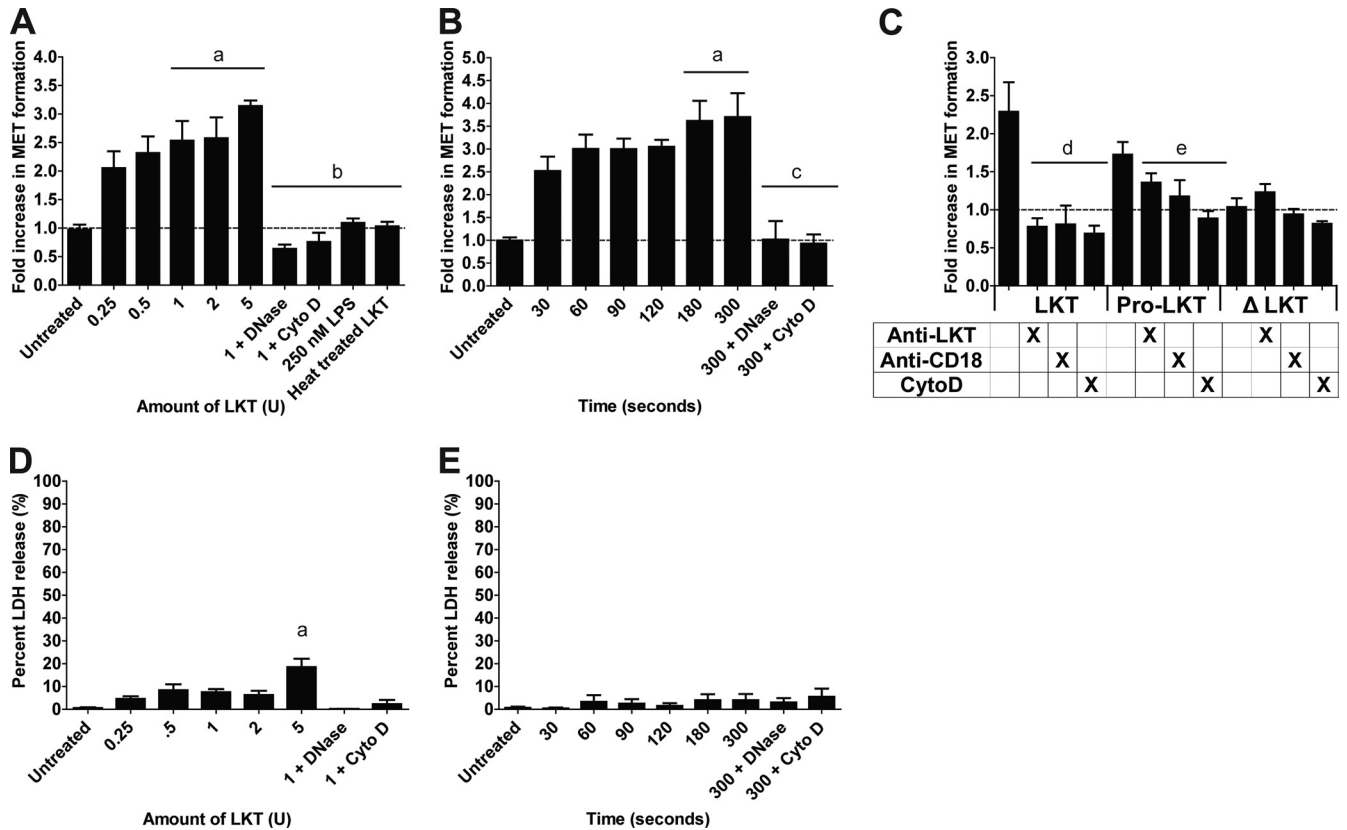 A
Fold increase in MET formation
4.0
3.5
3.0
2.5
2.0
1.5
1.0
0.5
0.0
a
b
Untreated
0.25
0.5
1
2
5
1 + DNase
1 + Cyto D
250 nM LPS
Heat treated LKT
Amount of LKT (U)
B
Fold increase in MET formation
5.0
4.5
4.0
3.5
3.0
2.5
2.0
1.5
1.0
0.5
0.0
a
c
Untreated
30
60
90
120
180
300
300 + DNase
300 + Cyto D
Time (seconds)
C
Fold increase in MET formation
3.0
2.5
2.0
1.5
1.0
0.5
0.0
d
e
LKT Pro-LKT Δ LKT
Anti-LKT X X X
Anti-CD18 X X X
CytoD X X X
D
Percent LDH release (%)
100
90
80
70
60
50
40
30
20
10
0
a
Untreated
0.25
.5
1
2
5
1 + DNase
1 + Cyto D
Amount of LKT (U)
E
Percent LDH release (%)
100
90
80
70
60
50
40
30
20
10
0
Untreated
30
60
90
120
180
300
300 + DNase
300 + Cyto D
Time (seconds)